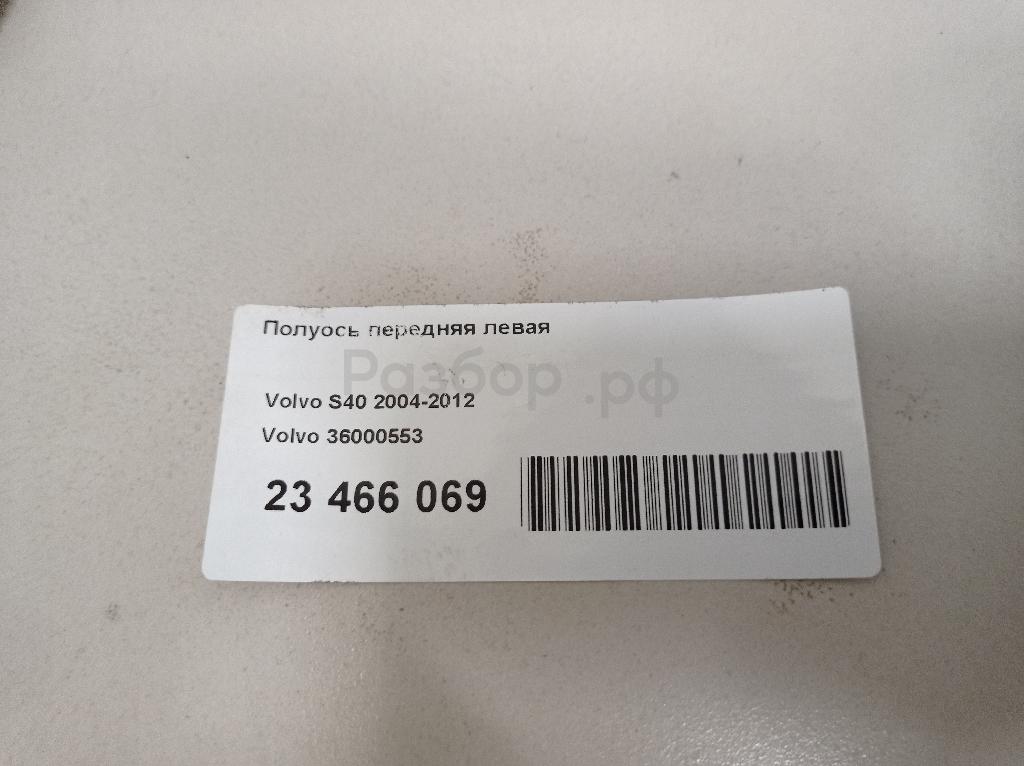 Полуось передняя левая
Разбор.рф
Volvo S40 2004-2012
Volvo 36000553
23 466 069